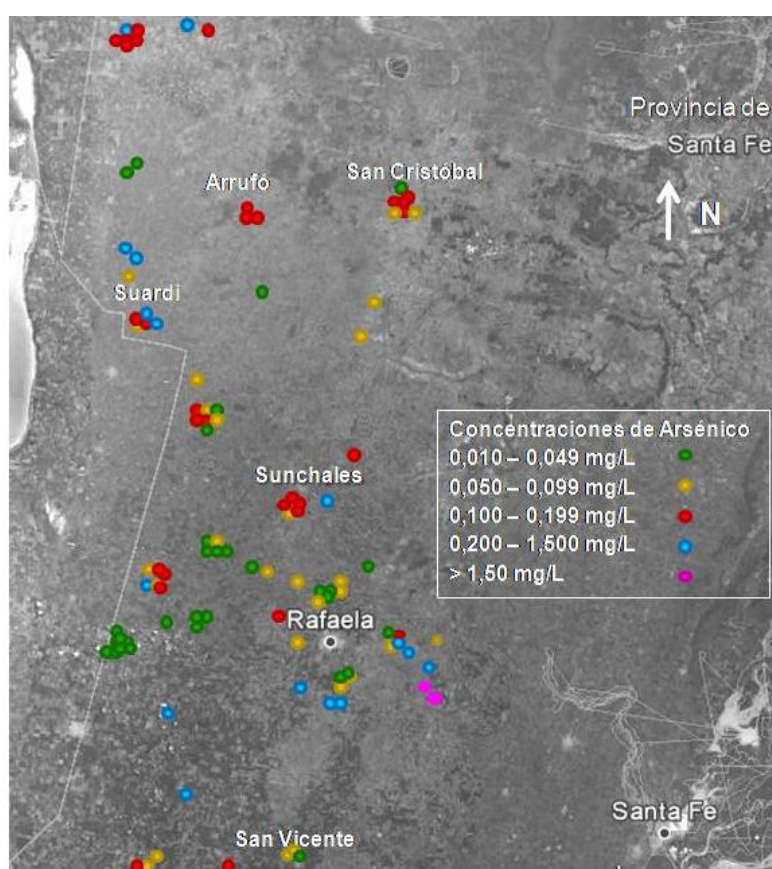 Provincia de
Santa Fe
San Cristóbal
Arrufó
N
Suardi
Concentraciones de Arsénico
0,010 – 0,049 mg/L
0,050 – 0,099 mg/L
0,100 – 0,199 mg/L
0,200 – 1,500 mg/L
> 1,50 mg/L
Sunchales
Rafaela
Santa Fe
San Vicente